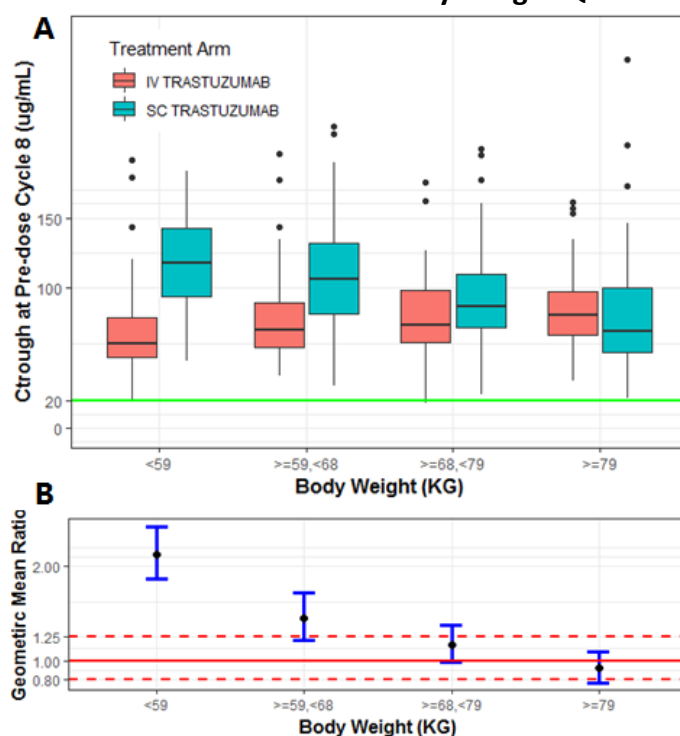 A
Treatment Arm
IV TRASTUZUMAB
SC TRASTUZUMAB
Ctrough at Pre-dose Cycle 8 (ug/mL)
150
100
20
0
<59
>=59,<68
>=68,<79
>=79
Body Weight (KG)
B
Geometirc Mean Ratio
2.00
1.25
1.00
0.80
<59
>=59,<68
>=68,<79
>=79
Body Weight (KG)